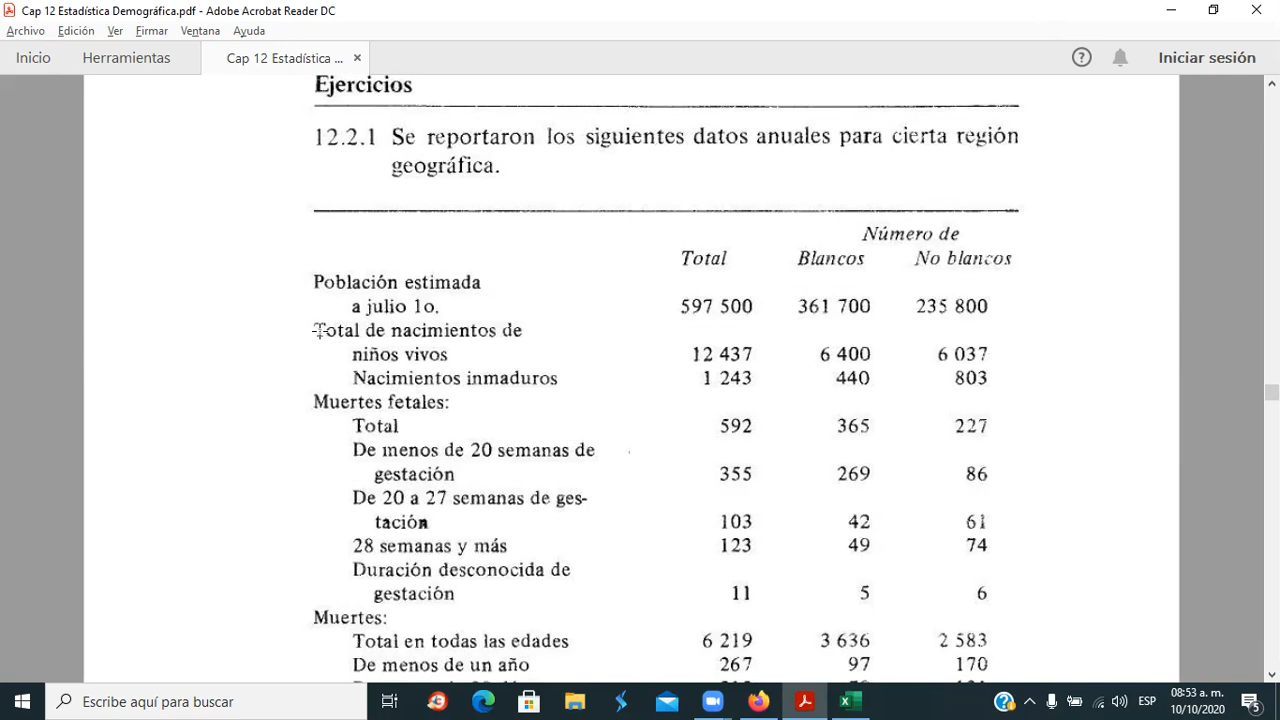 Cap 12 Estadística Demográfica.pdf - Adobe Acrobat Reader DC
Archivo Edición Ver Firmar Ventana Ayuda
Inicio Herramientas Cap 12 Estadística ... × Iniciar sesión
Ejercicios
12.2.1 Se reportaron los siguientes datos anuales para cierta región
geográfica.
Número de
Total Blancos No blancos
Población estimada
a julio 1o. 597 500 361 700 235 800
Total de nacimientos de
niños vivos 12 437 6 400 6 037
Nacimientos inmaduros 1 243 440 803
Muertes fetales:
Total 592 365 227
De menos de 20 semanas de
gestación 355 269 86
De 20 a 27 semanas de ges-
tación 103 42 61
28 semanas y más 123 49 74
Duración desconocida de
gestación 11 5 6
Muertes:
Total en todas las edades 6 219 3 636 2 583
De menos de un año 267 97 170
Escribe aquí para buscar
ESP
08:53 a. m.
10/10/2020
5